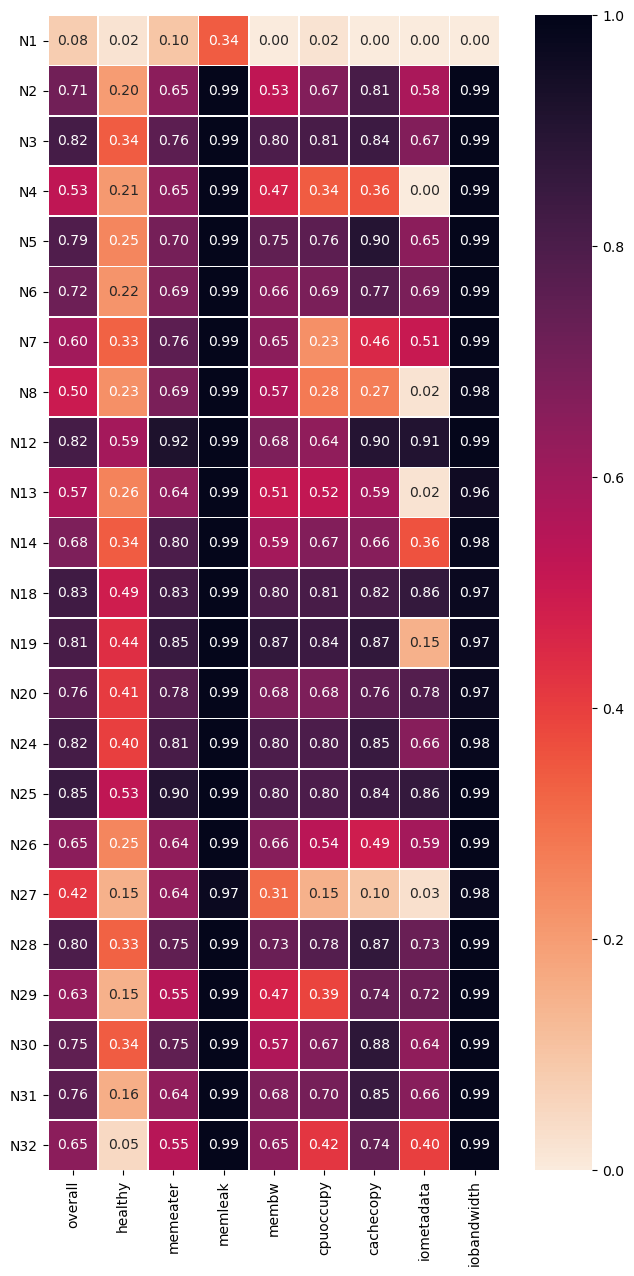 N1 0.08 0.02 0.10 0.34 0.00 0.02 0.00 0.00 0.00
N2 0.71 0.20 0.65 0.99 0.53 0.67 0.81 0.58 0.99
N3 0.82 0.34 0.76 0.99 0.80 0.81 0.84 0.67 0.99
N4 0.53 0.21 0.65 0.99 0.47 0.34 0.36 0.00 0.99
N5 0.79 0.25 0.70 0.99 0.75 0.76 0.90 0.65 0.99
N6 0.72 0.22 0.69 0.99 0.66 0.69 0.77 0.69 0.99
N7 0.60 0.33 0.76 0.99 0.65 0.23 0.46 0.51 0.99
N8 0.50 0.23 0.69 0.99 0.57 0.28 0.27 0.02 0.98
N12 0.82 0.59 0.92 0.99 0.68 0.64 0.90 0.91 0.99
N13 0.57 0.26 0.64 0.99 0.51 0.52 0.59 0.02 0.96
N14 0.68 0.34 0.80 0.99 0.59 0.67 0.66 0.36 0.98
N18 0.83 0.49 0.83 0.99 0.80 0.81 0.82 0.86 0.97
N19 0.81 0.44 0.85 0.99 0.87 0.84 0.87 0.15 0.97
N20 0.76 0.41 0.78 0.99 0.68 0.68 0.76 0.78 0.97
N24 0.82 0.40 0.81 0.99 0.80 0.80 0.85 0.66 0.98
N25 0.85 0.53 0.90 0.99 0.80 0.80 0.84 0.86 0.99
N26 0.65 0.25 0.64 0.99 0.66 0.54 0.49 0.59 0.99
N27 0.42 0.15 0.64 0.97 0.31 0.15 0.10 0.03 0.98
N28 0.80 0.33 0.75 0.99 0.73 0.78 0.87 0.73 0.99
N29 0.63 0.15 0.55 0.99 0.47 0.39 0.74 0.72 0.99
N30 0.75 0.34 0.75 0.99 0.57 0.67 0.88 0.64 0.99
N31 0.76 0.16 0.64 0.99 0.68 0.70 0.85 0.66 0.99
N32 0.65 0.05 0.55 0.99 0.65 0.42 0.74 0.40 0.99
overall healthy memeater memleak membw cpuoccupy cachecopy iometadata iobandwidth
1.0
0.8
0.6
0.4
0.2
0.0